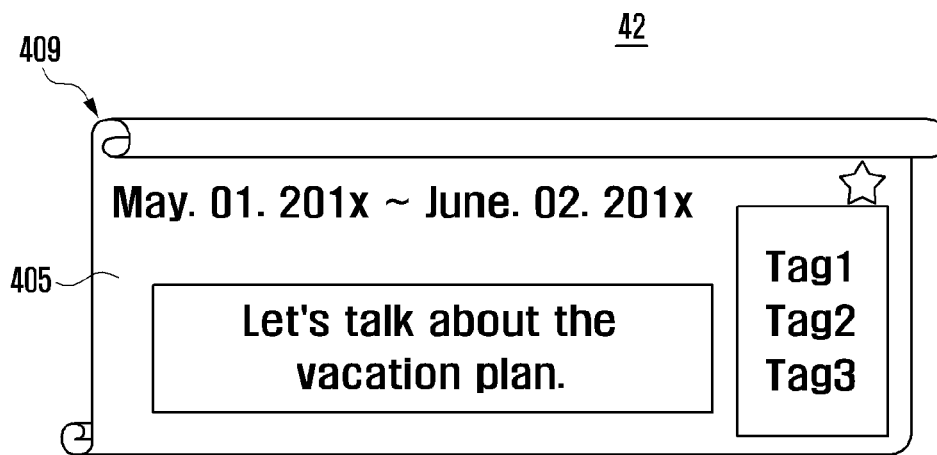 42
409
May. 01. 201x ~ June. 02. 201x
405
Let's talk about the
vacation plan.
Tag1
Tag2
Tag3